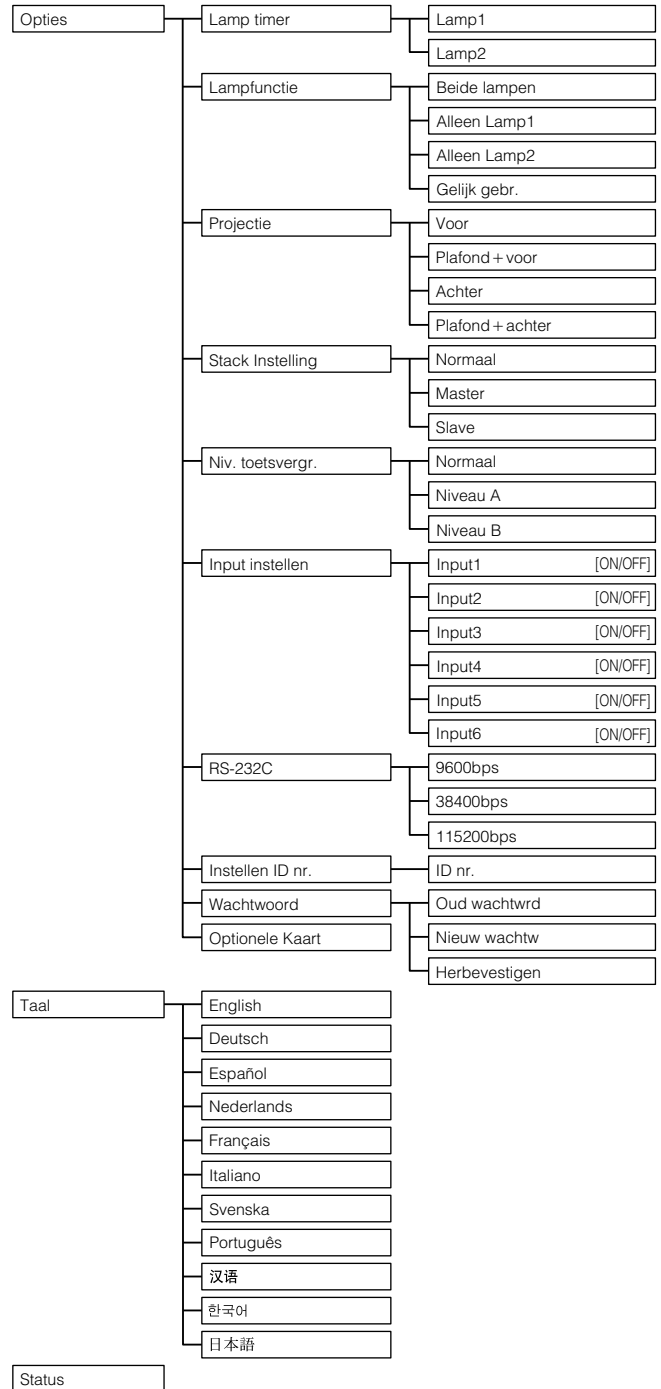 Opties Lamp timer Lamp1
Lamp2
Lampfunctie Beide lampen
Alleen Lamp1
Alleen Lamp2
Gelijk gebr.
Projectie Voor
Plafond+voor
Achter
Plafond+achter
Stack Instelling Normaal
Master
Slave
Niv. toetsvergr. Normaal
Niveau A
Niveau B
Input instellen Input1 [ON/OFF]
Input2 [ON/OFF]
Input3 [ON/OFF]
Input4 [ON/OFF]
Input5 [ON/OFF]
Input6 [ON/OFF]
RS-232C 9600bps
38400bps
115200bps
Instellen ID nr. ID nr.
Wachtwoord Oud wachtwrd
Optionele Kaart Nieuw wachtw
Herbevestigen
Taal English
Deutsch
Español
Nederlands
Français
Italiano
Svenska
Português
汉语
한국어
日本語
Status